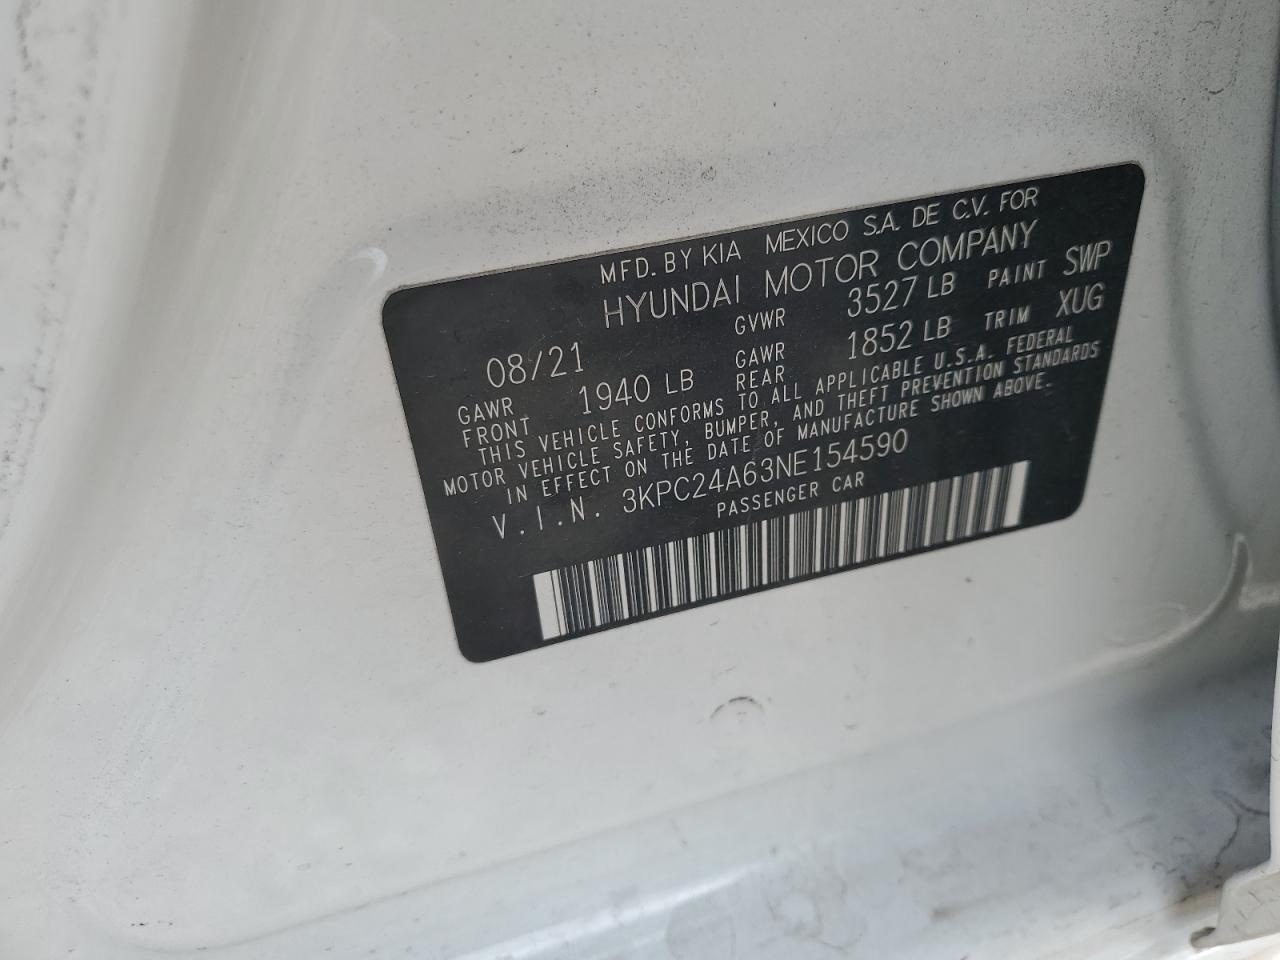 MFD. BY KIA MEXICO S.A. DE C.V. FOR
HYUNDAI MOTOR COMPANY
08/21 GVWR 3527 LB PAINT SWP
GAWR FRONT 1940 LB GAWR REAR 1852 LB TRIM XUG
THIS VEHICLE CONFORMS TO ALL APPLICABLE U.S.A. FEDERAL
MOTOR VEHICLE SAFETY, BUMPER, AND THEFT PREVENTION STANDARDS
IN EFFECT ON THE DATE OF MANUFACTURE SHOWN ABOVE.
V.I.N. 3KPC24A63NE154590
PASSENGER CAR